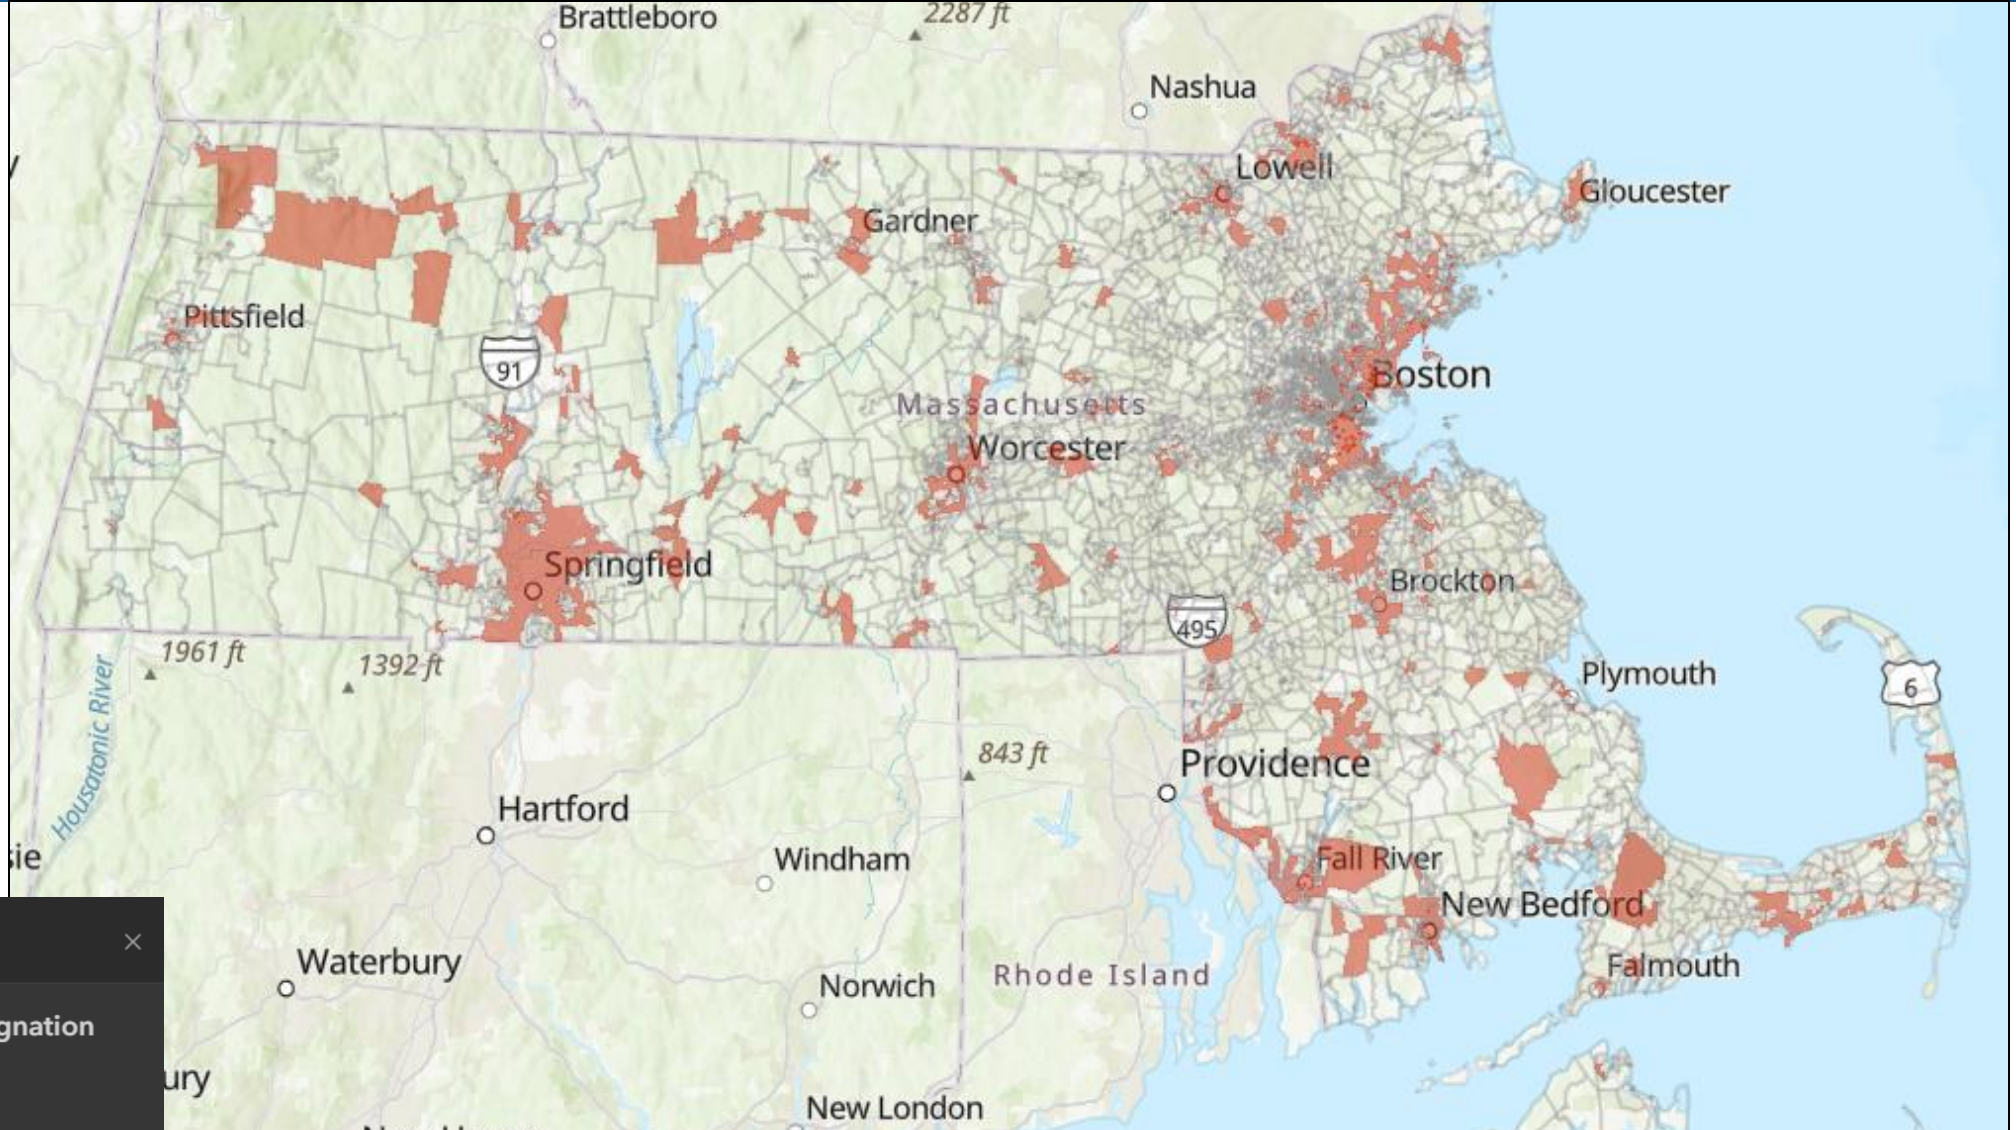 Brattleboro
2287 ft
Nashua
Lowell
Gloucester
Gardner
Pittsfield
91
Boston
Massachusetts
Worcester
Springfield
Brockton
495
1961 ft
1392 ft
Plymouth
6
Housatonic River
843 ft
Providence
Hartford
sie
Windham
Fall River
New Bedford
Waterbury
Norwich
Rhode Island
Falmouth
gnation
ury
New London